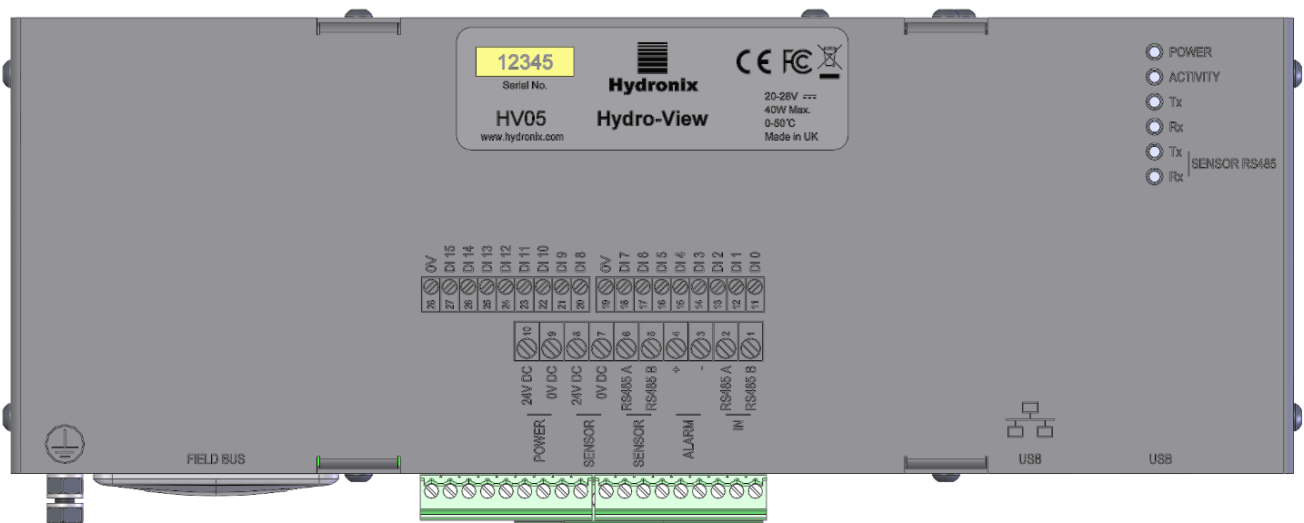 12345
Serial No.
HV05
www.hydronix.com
Hydronix
Hydro-View
CE FC
20-28V
40W Max.
0-50°C
Made in UK
POWER
ACTIVITY
Tx
Rx
Tx
Rx
SENSOR RS485
0V DI 15 DI 14 DI 13 DI 12 DI 11 DI 10 DI 9 DI 8 0V DI 7 DI 6 DI 5 DI 4 DI 3 DI 2 DI 1 DI 0
27 26 25 24 23 22 21 20 19 18 17 16 15 14 13 12 11
10 9 8 7 6 5 4 3 2 1
24V DC 0V DC 24V DC 0V DC RS485 A RS485 B + - RS485 A RS485 B
POWER SENSOR SENSOR ALARM IN
FIELD BUS
USB
USB